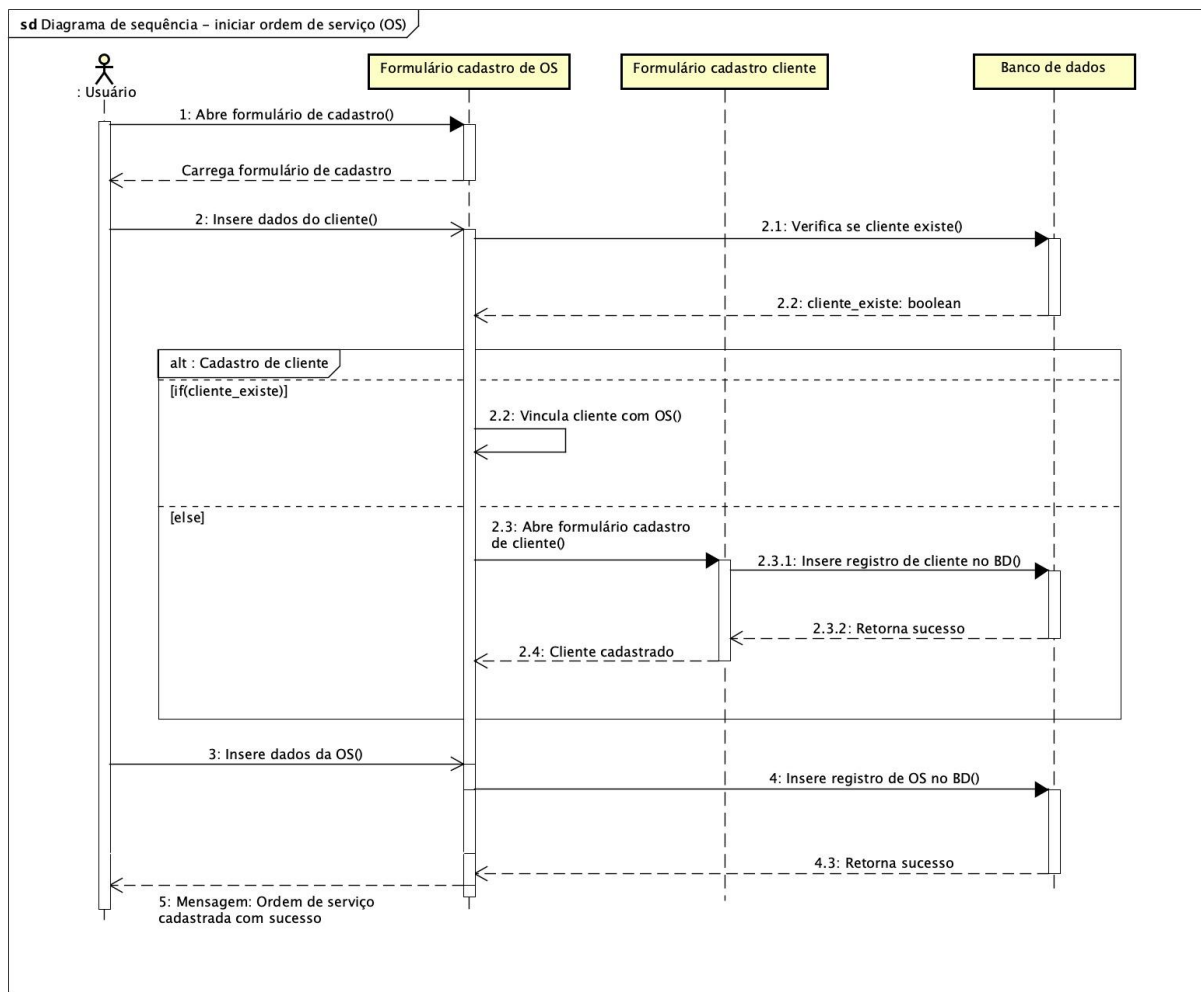 sd Diagrama de sequência – iniciar ordem de serviço (OS)
Formulário cadastro de OS
Formulário cadastro cliente
Banco de dados
: Usuário
1: Abre formulário de cadastro()
Carrega formulário de cadastro
2: Insere dados do cliente()
2.1: Verifica se cliente existe()
2.2: cliente_existe: boolean
alt : Cadastro de cliente
[if(cliente_existe)]
2.2: Vincula cliente com OS()
[else]
2.3: Abre formulário cadastro
de cliente()
2.3.1: Insere registro de cliente no BD()
2.3.2: Retorna sucesso
2.4: Cliente cadastrado
3: Insere dados da OS()
4: Insere registro de OS no BD()
4.3: Retorna sucesso
5: Mensagem: Ordem de serviço
cadastrada com sucesso